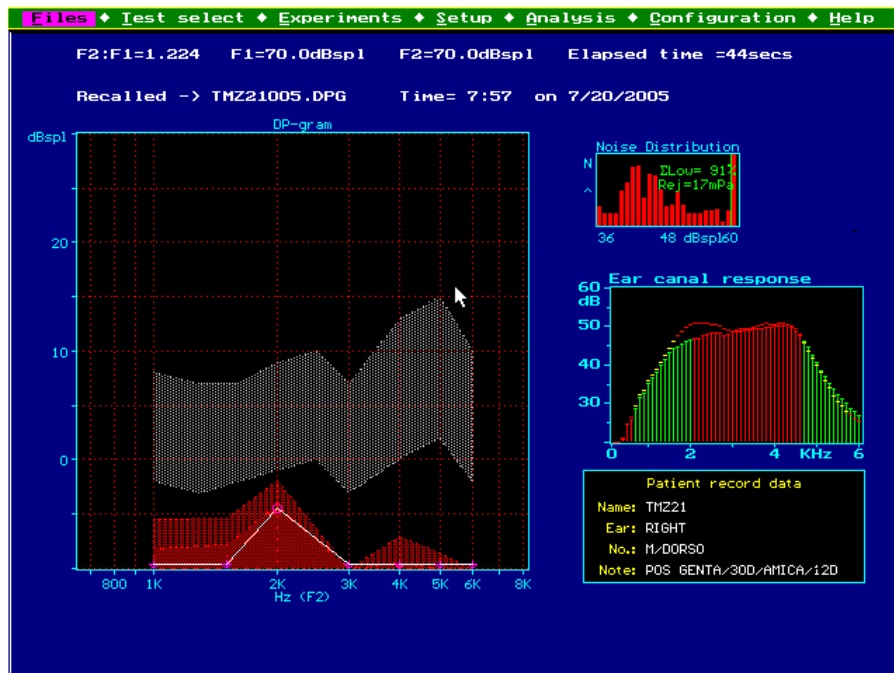 Files ♦ Test select ♦ Experiments ♦ Setup ♦ Analysis ♦ Configuration ♦ Help
F2:F1=1.224 F1=70.0dBspl F2=70.0dBspl Elapsed time =44secs
Recalled -> TMZ21005.DPG Time= 7:57 on 7/20/2005
DP-gram
dBspl
20
10
0
800 1K 2K 3K 4K 5K 6K 8K
Hz (F2)
Noise Distribution
N
^
ΣLow= 91%
Rej=17mPa
36 48 dBspl60
Ear canal response
60
dB
50
40
30
0 2 4 KHz 6
Patient record data
Name: TMZ21
Ear: RIGHT
No.: M/DORSO
Note: POS GENTA/30D/AMICA/12D